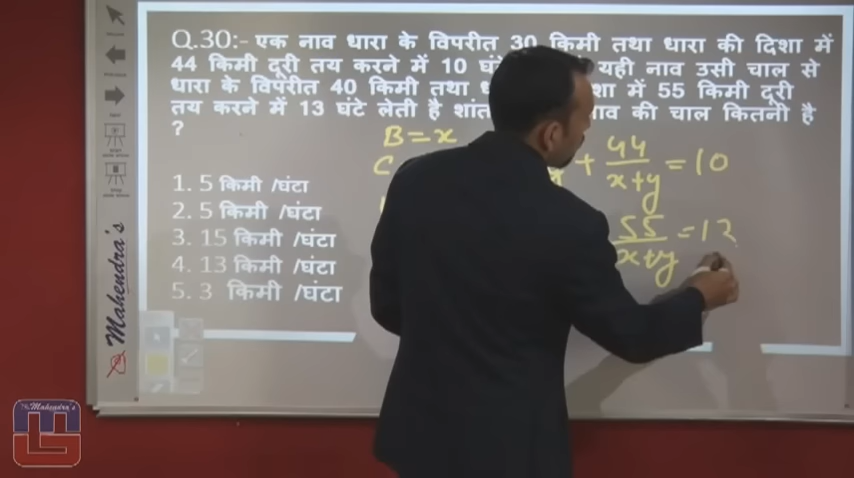 Q.30:- एक नाव धारा के विपरीत 30 किमी तथा धारा की दिशा में
44 किमी दूरी तय करने में 10 यही नाव उसी चाल से
धारा के विपरीत 40 किमी तथा में 55 किमी दूरी
तय करने में 13 घंटे लेती है की चाल कितनी है
?
B = x
C + 44/(x+y) = 10
55/(x+y) = 13
1. 5 किमी /घंटा
2. 5 किमी /घंटा
3. 15 किमी /घंटा
4. 13 किमी /घंटा
5. 3 किमी /घंटा
Mahendra's
Mahendra's